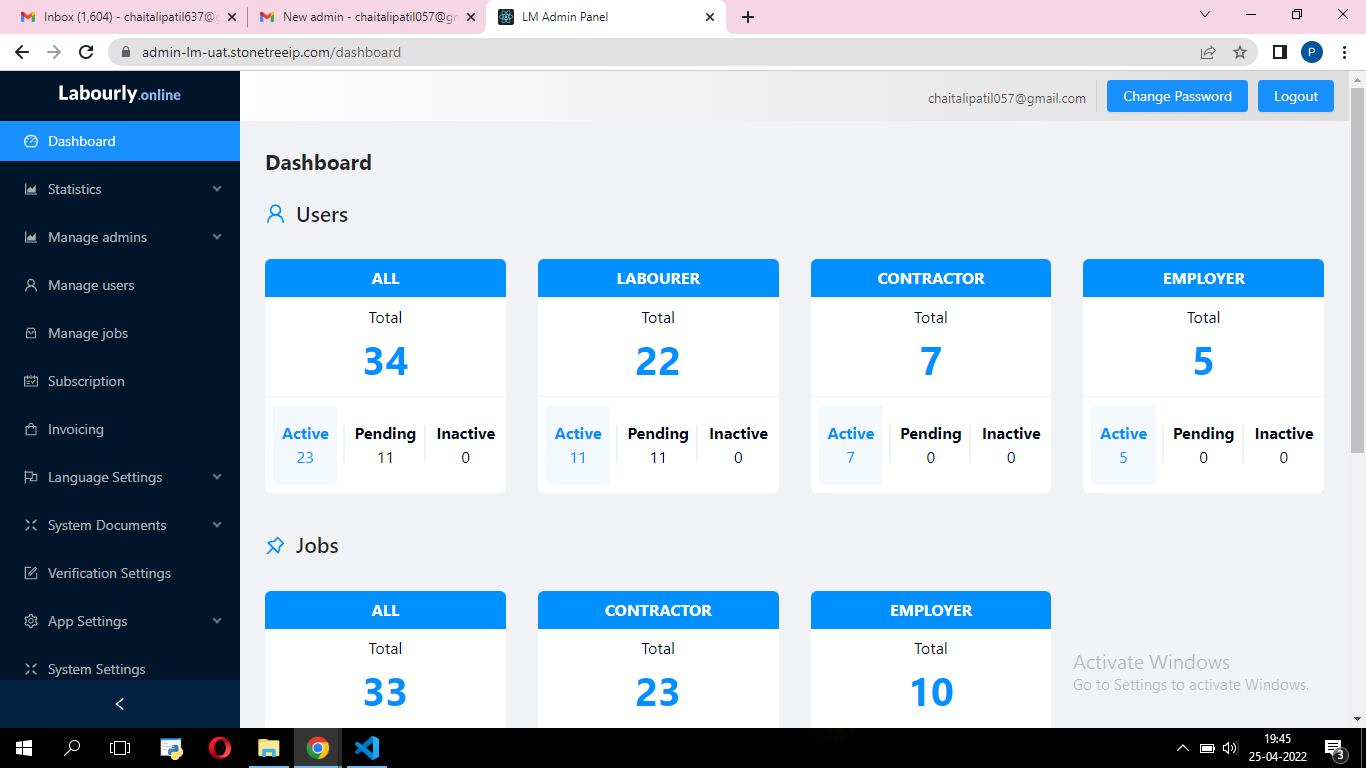 Inbox (1,604) - chaitalipatil637@g
New admin - chaitalipatil057@gr
LM Admin Panel
admin-lm-uat.stonetreeip.com/dashboard
P
Labourly.online
chaitalipatil057@gmail.com
Change Password
Logout
Dashboard
Statistics
Manage admins
Manage users
Manage jobs
Subscription
Invoicing
Language Settings
System Documents
Verification Settings
App Settings
System Settings
Dashboard
Users
ALL
Total
34
Active Pending Inactive
23 11 0
LABOURER
Total
22
Active Pending Inactive
11 11 0
CONTRACTOR
Total
7
Active Pending Inactive
7 0 0
EMPLOYER
Total
5
Active Pending Inactive
5 0 0
Jobs
ALL
Total
33
CONTRACTOR
Total
23
EMPLOYER
Total
10
Activate Windows
Go to Settings to activate Windows.
19:45
25-04-2022
3